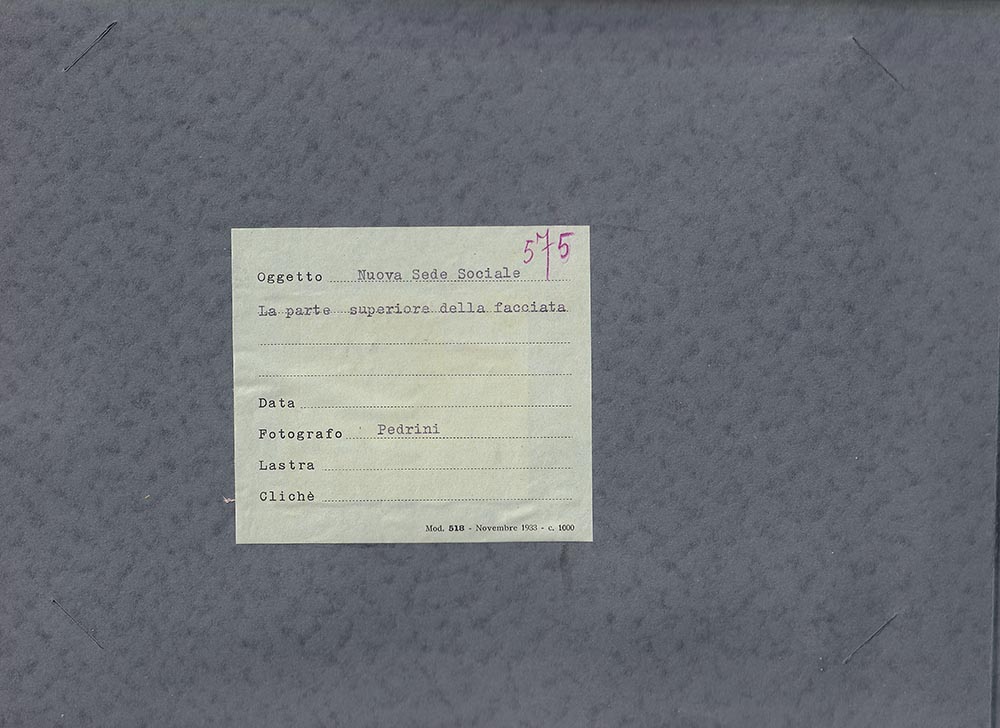 575
Oggetto Nuova Sede Sociale
La parte superiore della facciata
Data
Fotografo Pedrini
Lastra
Clichè
Mod. 518 - Novembre 1933 - c. 1000